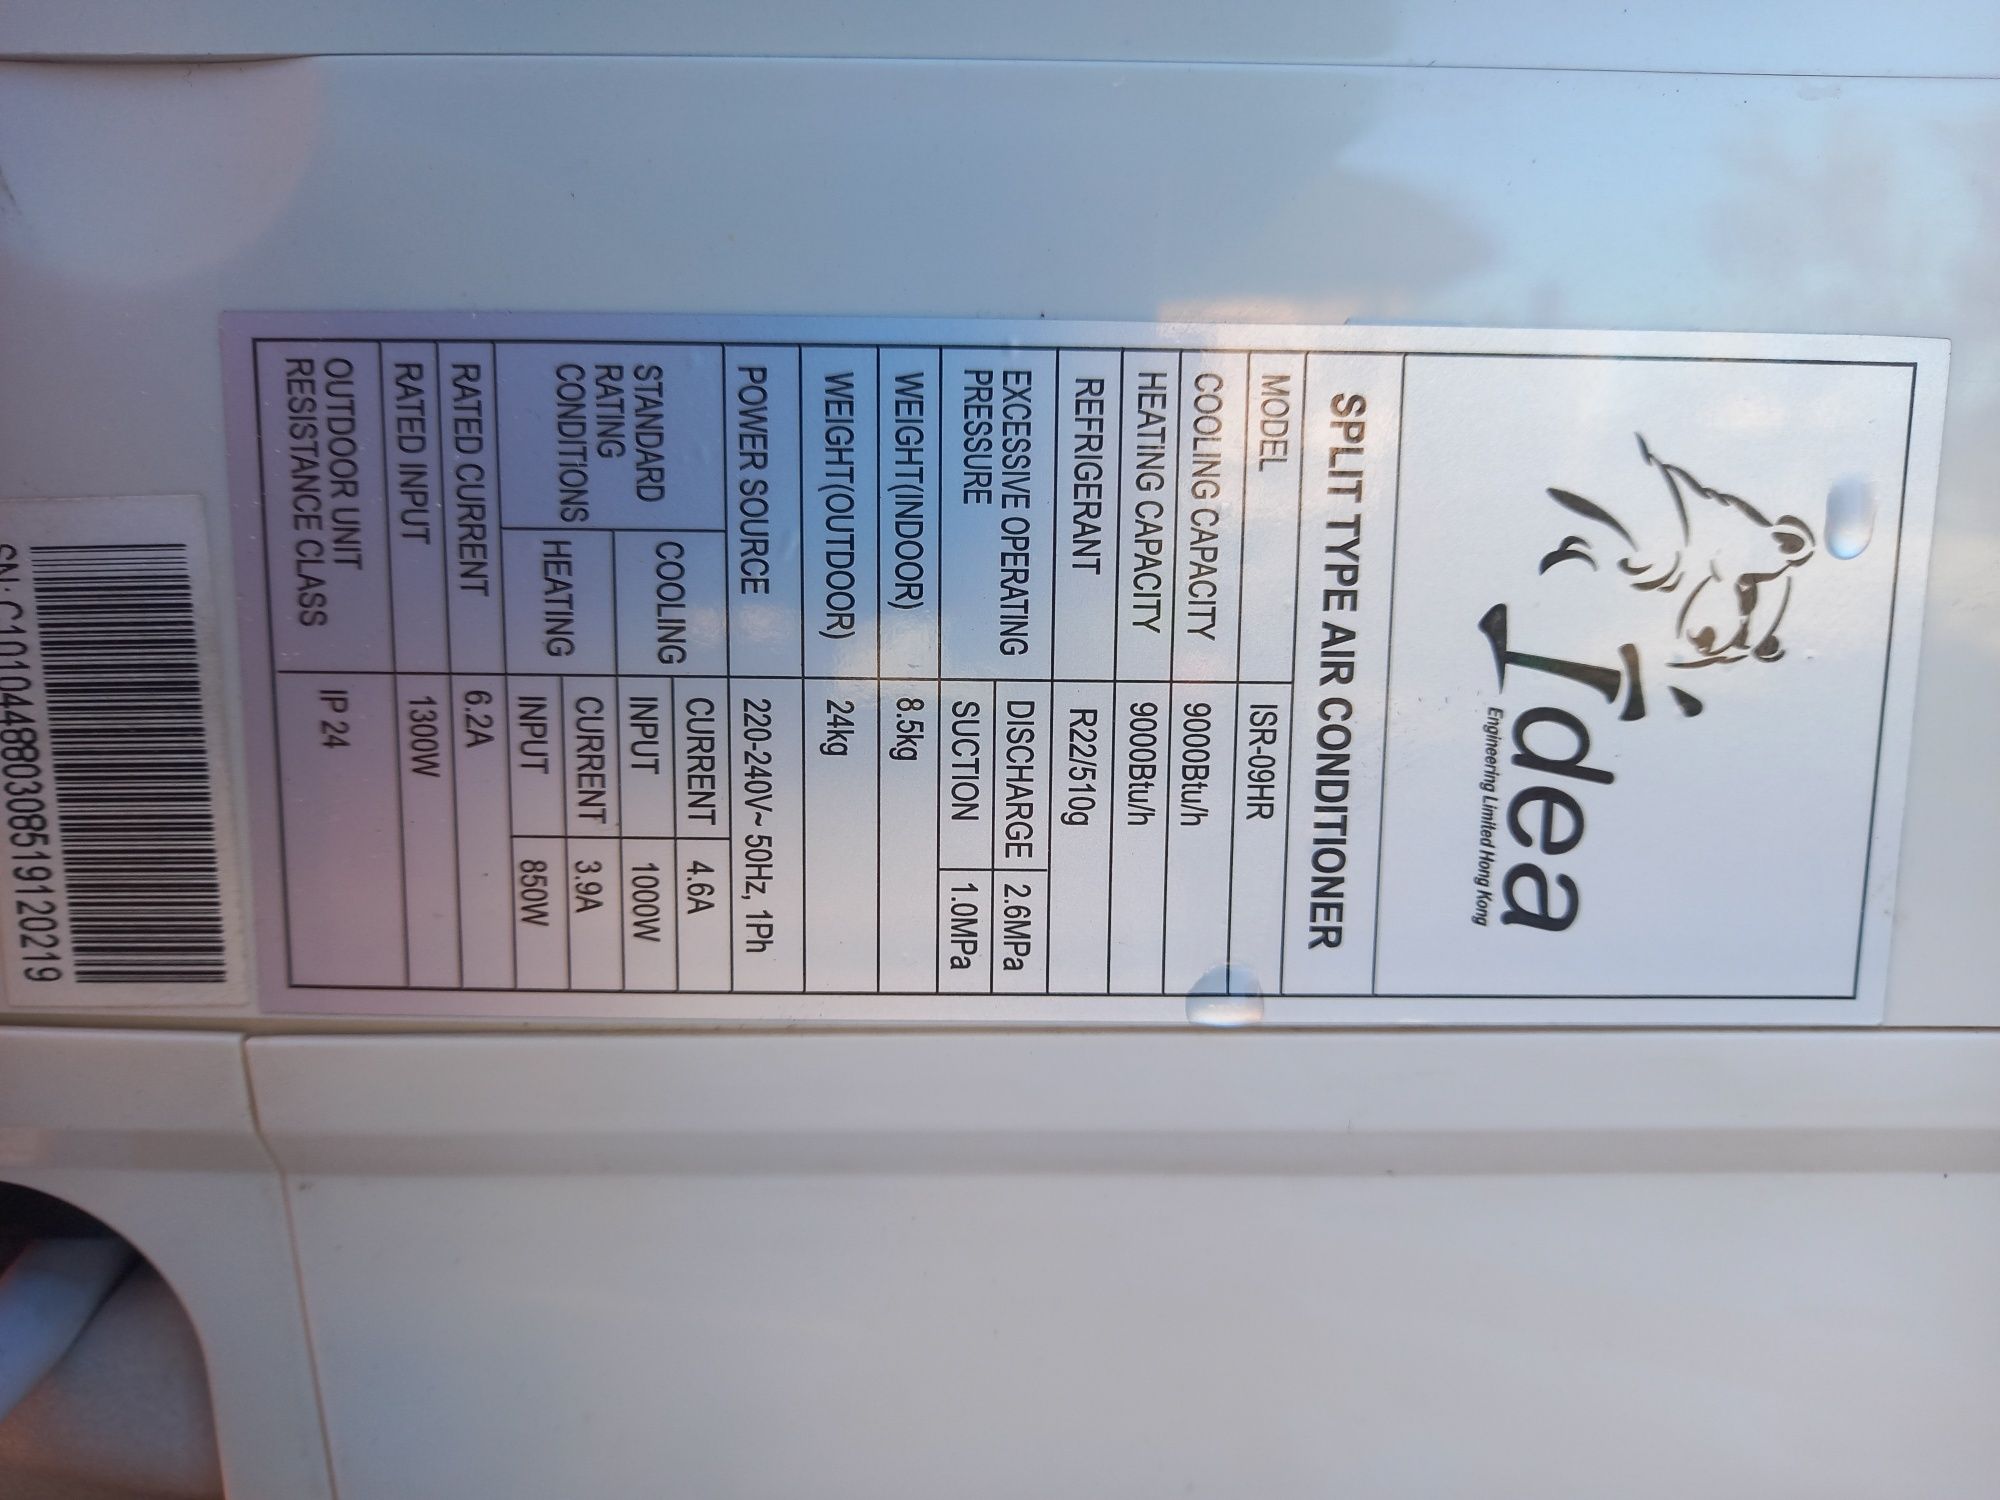 Idea
Engineering Limited Hong Kong
SPLIT TYPE AIR CONDITIONER
MODEL ISR-09HR
COOLING CAPACITY 9000Btu/h
HEATING CAPACITY 9000Btu/h
REFRIGERANT R22/510g
EXCESSIVE OPERATING PRESSURE DISCHARGE 2.6MPa
SUCTION 1.0MPa
WEIGHT(INDOOR) 8.5kg
WEIGHT(OUTDOOR) 24kg
POWER SOURCE 220-240V~ 50Hz, 1Ph
STANDARD RATING CONDITIONS COOLING CURRENT 4.6A
INPUT 1000W
HEATING CURRENT 3.9A
INPUT 850W
RATED CURRENT 6.2A
RATED INPUT 1300W
OUTDOOR UNIT RESISTANCE CLASS IP 24
SN: C101044880308519120219